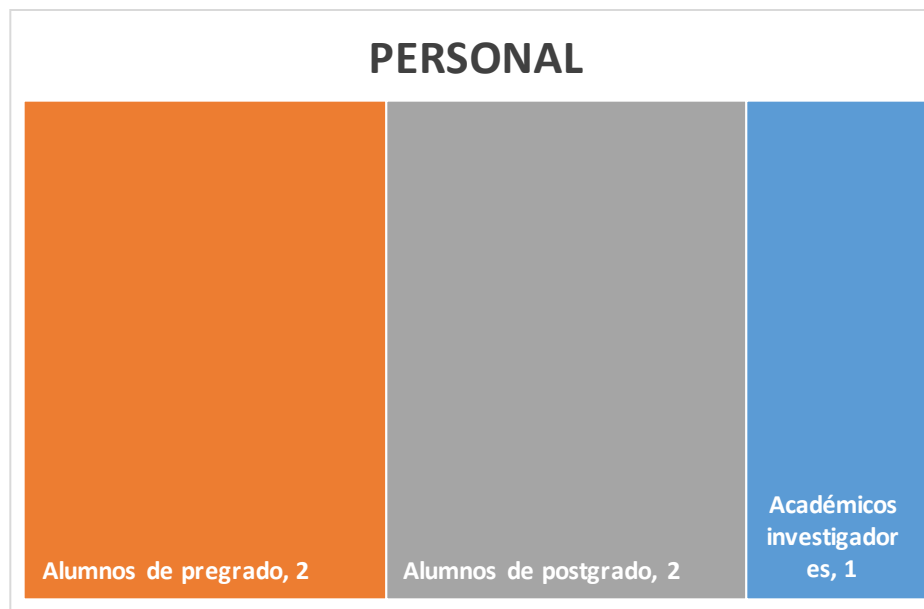 PERSONAL
Alumnos de pregrado, 2
Alumnos de postgrado, 2
Académicos
investigador
es, 1